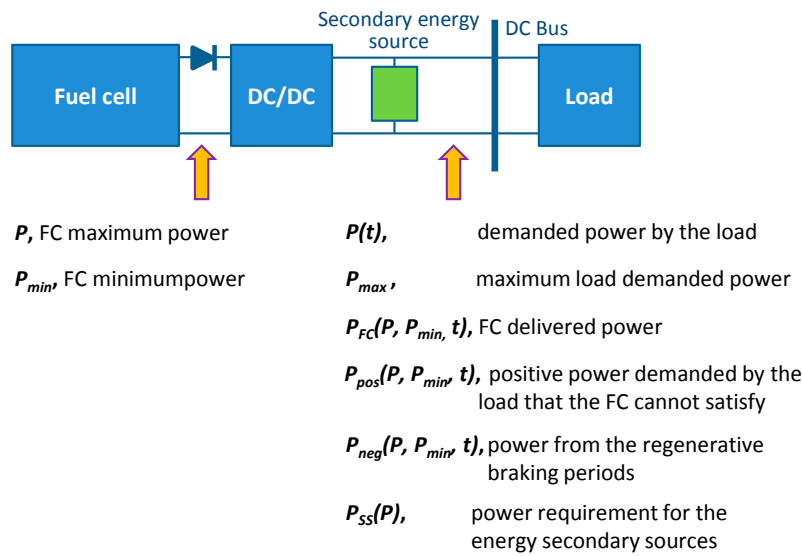 Secondary energy
source
DC Bus
Fuel cell
DC/DC
Load
P, FC maximum power
P(t), demanded power by the load
Pmin, FC minimumpower
Pmax , maximum load demanded power
PFC(P, Pmin, t), FC delivered power
Ppos(P, Pmin, t), positive power demanded by the
load that the FC cannot satisfy
Pneg(P, Pmin, t), power from the regenerative
braking periods
PSS(P), power requirement for the
energy secondary sources